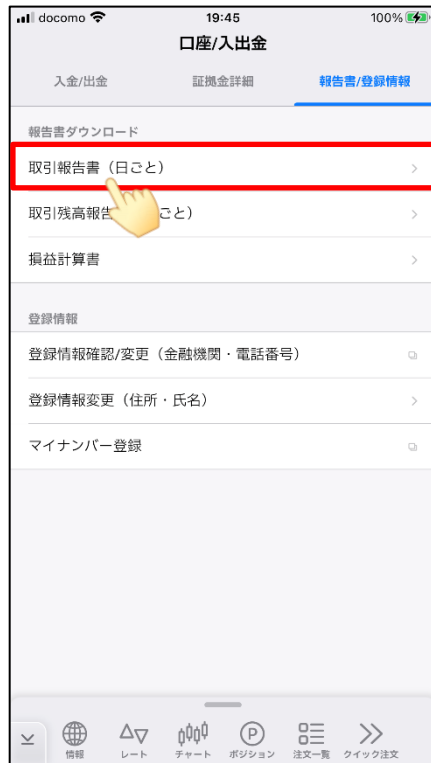 docomo 19:45 100%
口座/入出金
入金/出金 証拠金詳細 報告書/登録情報
報告書ダウンロード
取引報告書（日ごと）
取引残高報告 ごと）
損益計算書
登録情報
登録情報確認/変更（金融機関・電話番号）
登録情報変更（住所・氏名）
マイナンバー登録
P
情報 レート チャート ポジション 注文一覧 クイック注文